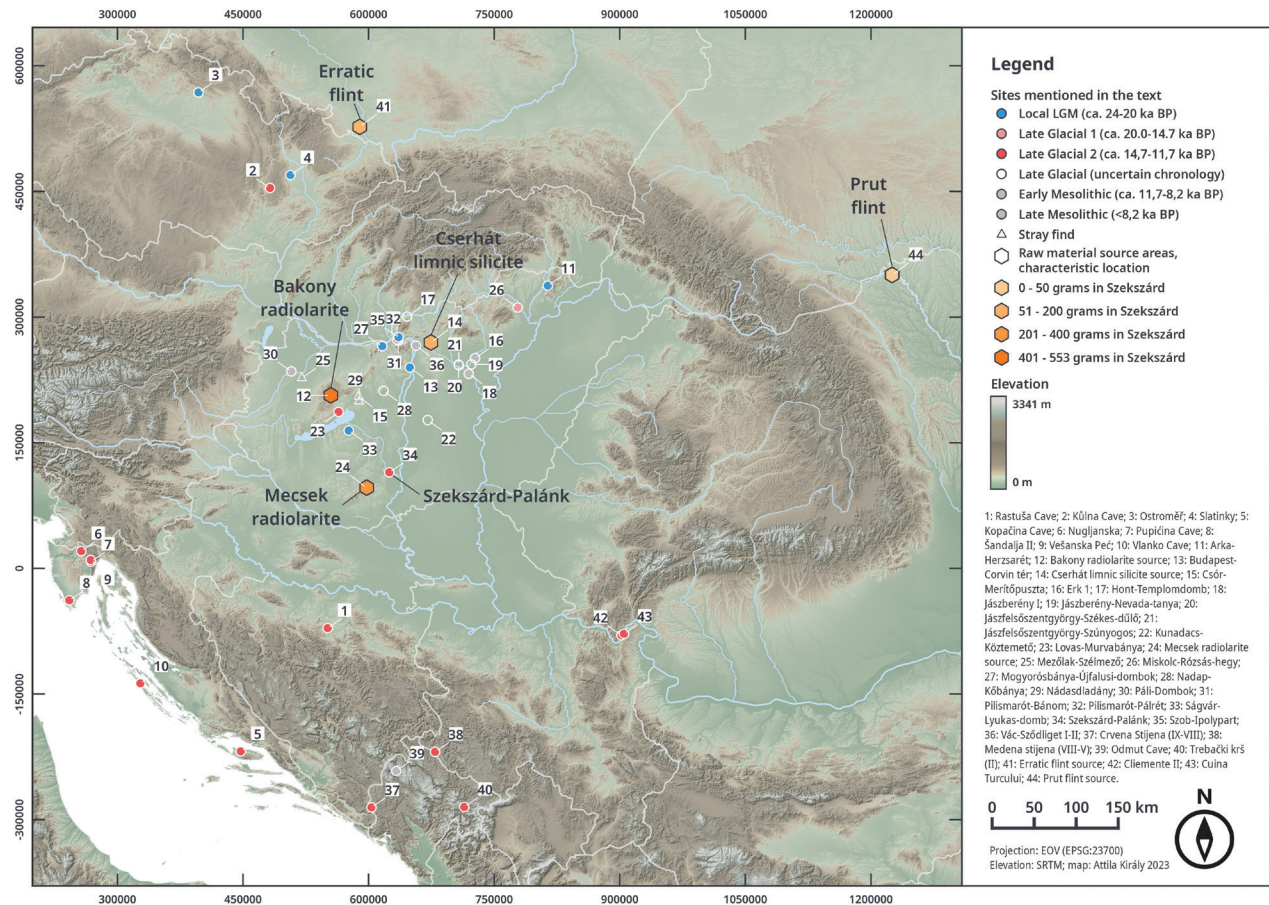 300000 450000 600000 750000 900000 1050000 1200000
600000
450000
300000
150000
0
-150000
-300000
3
Erratic
flint
41
2
4
Prut
flint
44
Cserhát
limnic silicite
11
Bakony
radiolarite
26
17
35 32
27
14
16
30
25
21
31
36
19
29
13
20
18
12
28
15
23
22
33
34
24
Mecsek
radiolarite
Szekszárd-Palánk
6
7
8
9
1
42
43
10
5
38
39
37
40
300000 450000 600000 750000 900000 1050000 1200000
Legend
Sites mentioned in the text
Local LGM (ca. 24-20 ka BP)
Late Glacial 1 (ca. 20.0-14.7 ka BP)
Late Glacial 2 (ca. 14,7-11,7 ka BP)
Late Glacial (uncertain chronology)
Early Mesolithic (ca. 11,7-8,2 ka BP)
Late Mesolithic (<8,2 ka BP)
Stray find
Raw material source areas,
characteristic location
0 - 50 grams in Szekszárd
51 - 200 grams in Szekszárd
201 - 400 grams in Szekszárd
401 - 553 grams in Szekszárd
Elevation
3341 m
0 m
1: Rastuša Cave; 2: Kůlna Cave; 3: Ostroměř; 4: Slatinky; 5:
Kopačina Cave; 6: Nugljanska; 7: Pupićina Cave; 8:
Šandalja II; 9: Vešanska Peć; 10: Vlanko Cave; 11: Arka-
Herzsarét; 12: Bakony radiolarite source; 13: Budapest-
Corvin tér; 14: Cserhát limnic silicite source; 15: Csór-
Merítőpuszta; 16: Erk 1; 17: Hont-Templomdomb; 18:
Jászberény I; 19: Jászberény-Nevada-tanya; 20:
Jászfelsőszentgyörgy-Székes-dűlő; 21:
Jászfelsőszentgyörgy-Szúnyogos; 22: Kunadacs-
Köztemető; 23: Lovas-Murvabánya; 24: Mecsek radiolarite
source; 25: Mezőlak-Szélmező; 26: Miskolc-Rózsás-hegy;
27: Mogyorósbánya-Újfalusi-dombok; 28: Nadap-
Kőbánya; 29: Nádasdladány; 30: Páli-Dombok; 31:
Pilismarót-Bánom; 32: Pilismarót-Pálrét; 33: Ságvár-
Lyukas-domb; 34: Szekszárd-Palánk; 35: Szob-Ipolypart;
36: Vác-Sződliget I-II; 37: Crvena Stijena (IX-VIII); 38:
Medena stijena (VIII-V); 39: Odmut Cave; 40: Trebački krš
(II); 41: Erratic flint source; 42: Cliemente II; 43: Cuina
Turcului; 44: Prut flint source.
0 50 100 150 km
N
Projection: EOV (EPSG:23700)
Elevation: SRTM; map: Attila Király 2023